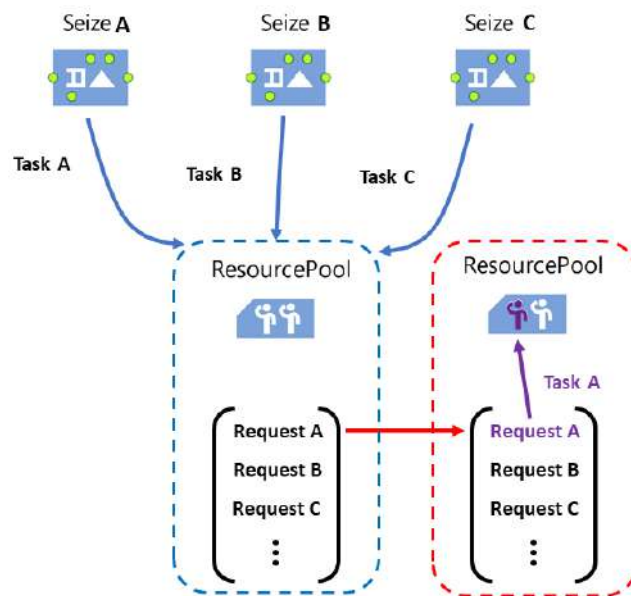 Seize A
Seize B
Seize C
Task A
Task B
Task C
ResourcePool
ResourcePool
Task A
Request A
Request B
Request C
Request A
Request B
Request C